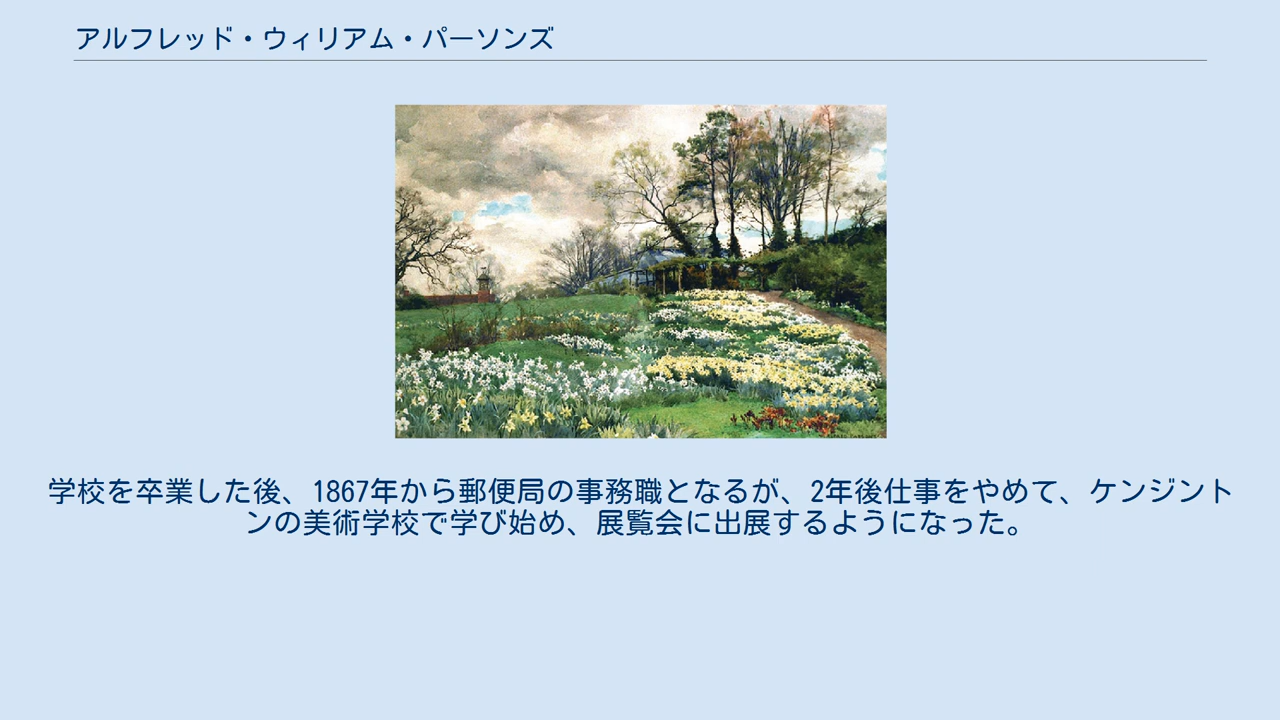 アルフレッド・ウィリアム・パーソンズ
学校を卒業した後、1867年から郵便局の事務職となるが、2年後仕事をやめて、ケンジント
ンの美術学校で学び始め、展覧会に出展するようになった。